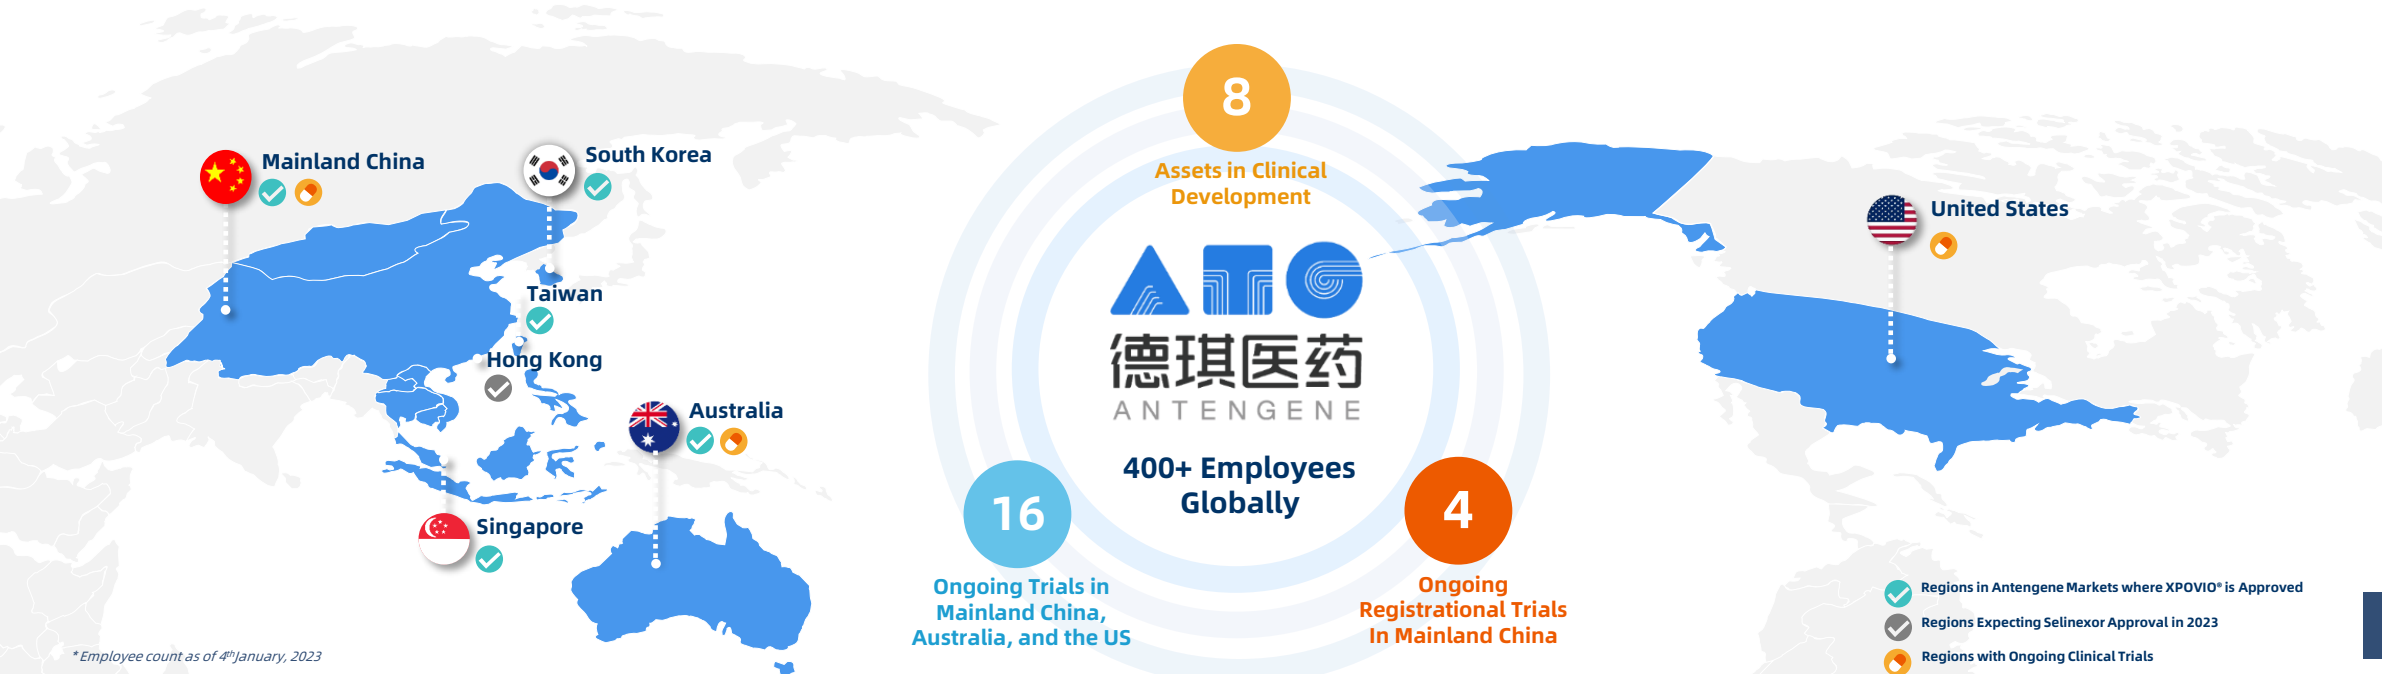 Mainland China
South Korea
Taiwan
Hong Kong
Australia
Singapore
* Employee count as of 4th January, 2023
8
Assets in Clinical
Development
ATG
德琪医药
ANTENGENE
400+ Employees
Globally
16
Ongoing Trials in
Mainland China,
Australia, and the US
4
Ongoing
Registrational Trials
In Mainland China
United States
Regions in Antengene Markets where XPOVIO® is Approved
Regions Expecting Selinexor Approval in 2023
Regions with Ongoing Clinical Trials